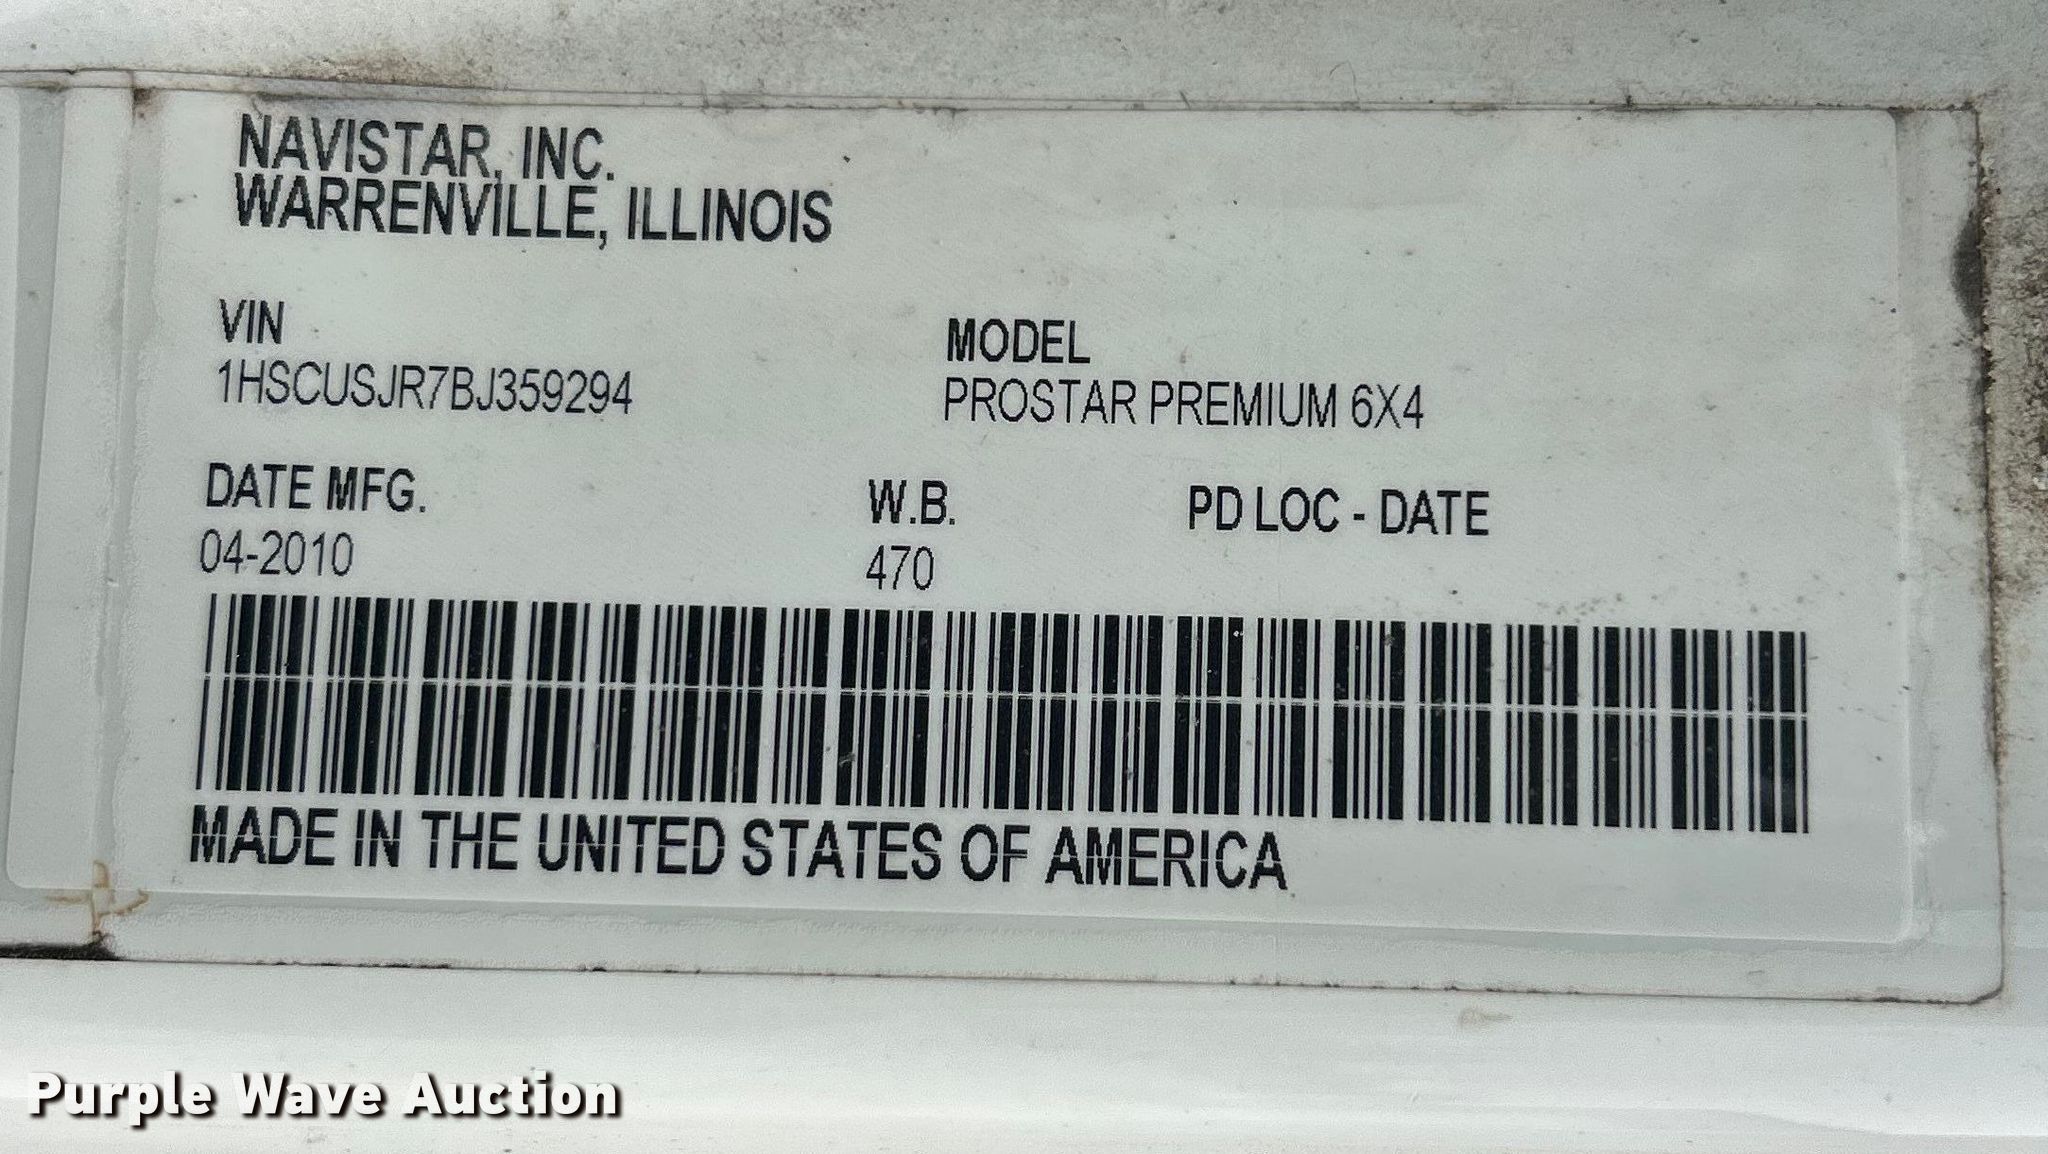 NAVISTAR, INC.
WARRENVILLE, ILLINOIS
VIN
1HSCUSJR7BJ359294
MODEL
PROSTAR PREMIUM 6X4
DATE MFG.
04-2010
W.B.
470
PD LOC - DATE
MADE IN THE UNITED STATES OF AMERICA
Purple Wave Auction